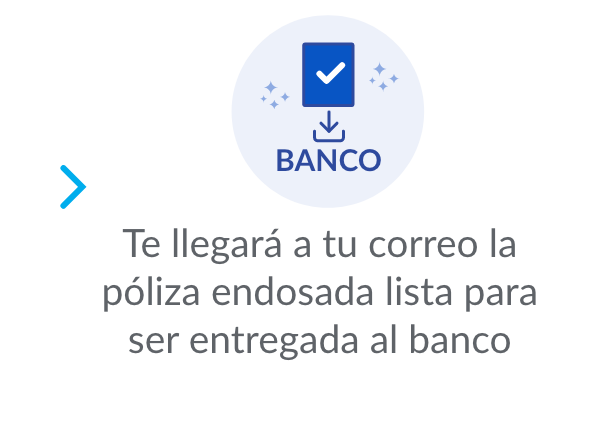 BANCO
Te llegará a tu correo la
póliza endosada lista para
ser entregada al banco